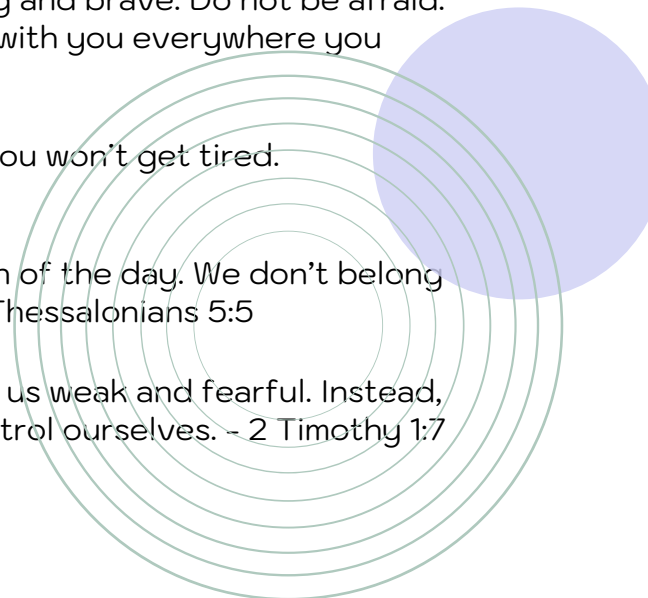 and brave. Do not be afraid.
with you everywhere you
ou won't get tired.
of the day. We don't belong
Thessalonians 5:5
us weak and fearful. Instead,
trol ourselves. - 2 Timothy 1:7